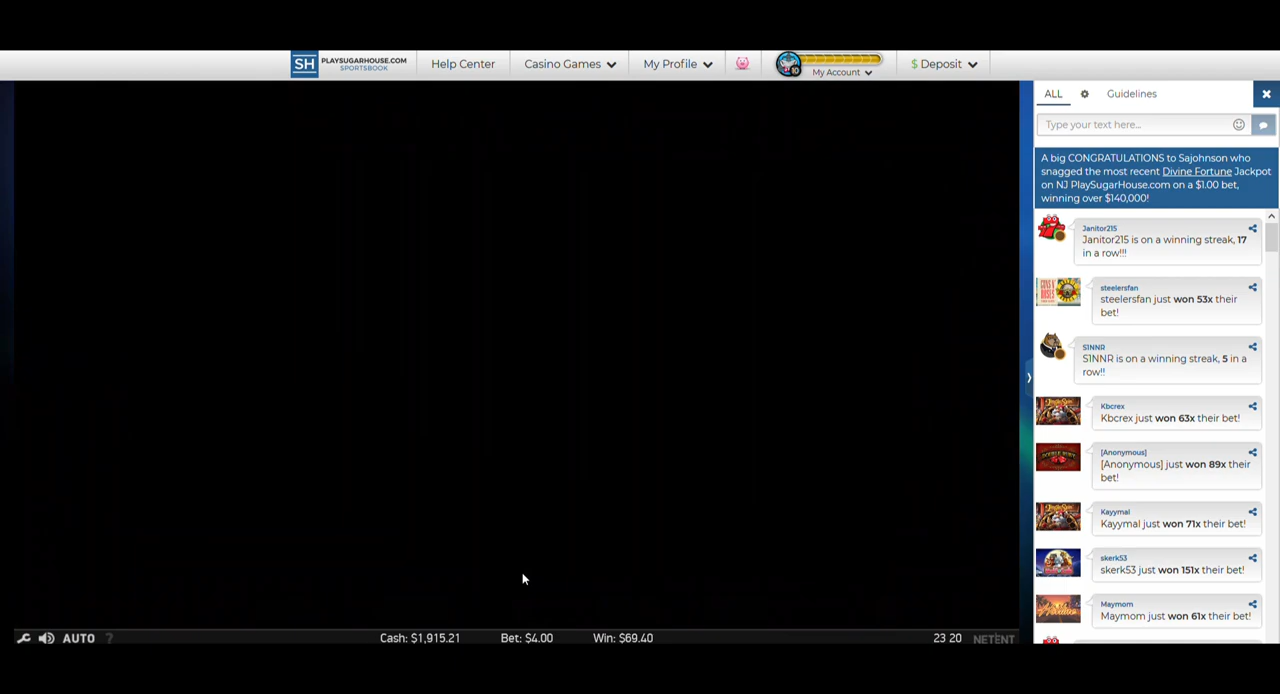 SH PLAYSUGARHOUSE.COM
SPORTSBOOK
Help Center
Casino Games
My Profile
10
My Account
$ Deposit
ALL
Guidelines
Type your text here...
A big CONGRATULATIONS to Sajohnson who
snagged the most recent Divine Fortune Jackpot
on NJ PlaySugarHouse.com on a $1.00 bet,
winning over $140,000!
Janitor215
Janitor215 is on a winning streak, 17
in a row!!!
steelersfan
steelersfan just won 53x their
bet!
S1NNR
S1NNR is on a winning streak, 5 in a
row!!
Kbcrex
Kbcrex just won 63x their bet!
[Anonymous]
[Anonymous] just won 89x their
bet!
Kayymal
Kayymal just won 71x their bet!
skerk53
skerk53 just won 151x their bet!
Maymom
Maymom just won 61x their bet!
AUTO ?
Cash: $1,915.21
Bet: $4.00
Win: $69.40
23 20
NETENT